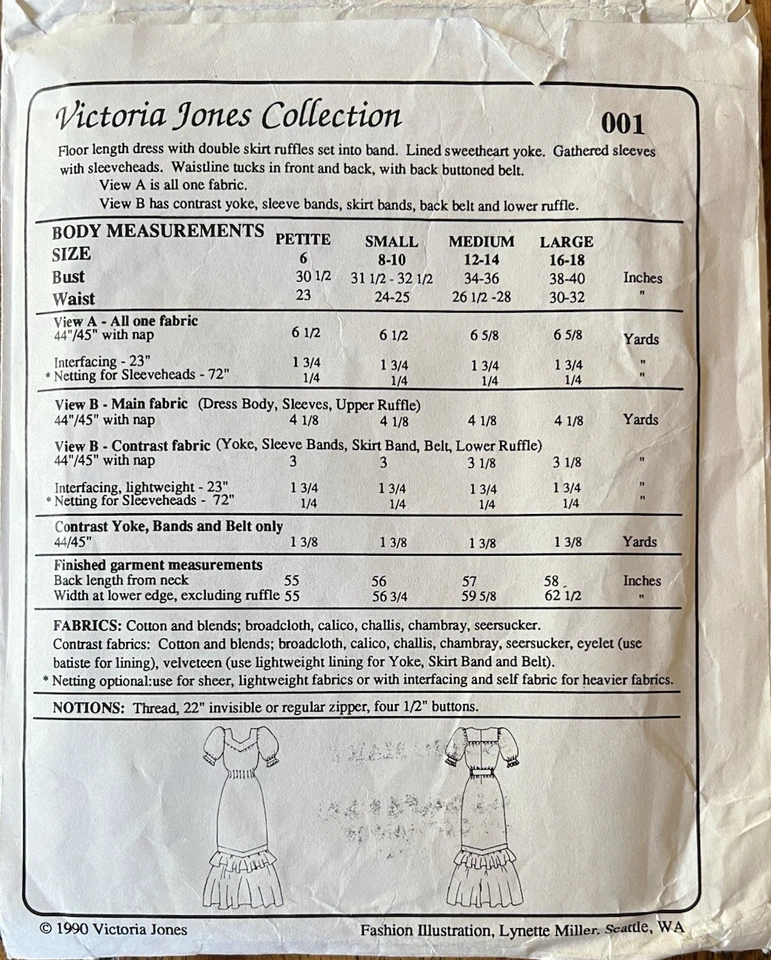 Victoria Jones Collection 001
Floor length dress with double skirt ruffles set into band. Lined sweetheart yoke. Gathered sleeves
with sleeveheads. Waistline tucks in front and back, with back buttoned belt.
View A is all one fabric.
View B has contrast yoke, sleeve bands, skirt bands, back belt and lower ruffle.
BODY MEASUREMENTS PETITE SMALL MEDIUM LARGE
SIZE 6 8-10 12-14 16-18
Bust 30 1/2 31 1/2 - 32 1/2 34-36 38-40 Inches
Waist 23 24-25 26 1/2 -28 30-32 "
View A - All one fabric
44"/45" with nap 6 1/2 6 1/2 6 5/8 6 5/8 Yards
Interfacing - 23" 1 3/4 1 3/4 1 3/4 1 3/4 "
* Netting for Sleeveheads - 72" 1/4 1/4 1/4 1/4 "
View B - Main fabric (Dress Body, Sleeves, Upper Ruffle)
44"/45" with nap 4 1/8 4 1/8 4 1/8 4 1/8 Yards
View B - Contrast fabric (Yoke, Sleeve Bands, Skirt Band, Belt, Lower Ruffle)
44"/45" with nap 3 3 3 1/8 3 1/8 "
Interfacing, lightweight - 23" 1 3/4 1 3/4 1 3/4 1 3/4 "
* Netting for Sleeveheads - 72" 1/4 1/4 1/4 1/4 "
Contrast Yoke, Bands and Belt only
44/45" 1 3/8 1 3/8 1 3/8 1 3/8 Yards
Finished garment measurements
Back length from neck 55 56 57 58 Inches
Width at lower edge, excluding ruffle 55 56 3/4 59 5/8 62 1/2 "
FABRICS: Cotton and blends; broadcloth, calico, challis, chambray, seersucker.
Contrast fabrics: Cotton and blends; broadcloth, calico, challis, chambray, seersucker, eyelet (use
batiste for lining), velveteen (use lightweight lining for Yoke, Skirt Band and Belt).
* Netting optional:use for sheer, lightweight fabrics or with interfacing and self fabric for heavier fabrics.
NOTIONS: Thread, 22" invisible or regular zipper, four 1/2" buttons.
© 1990 Victoria Jones Fashion Illustration, Lynette Miller. Seattle, WA